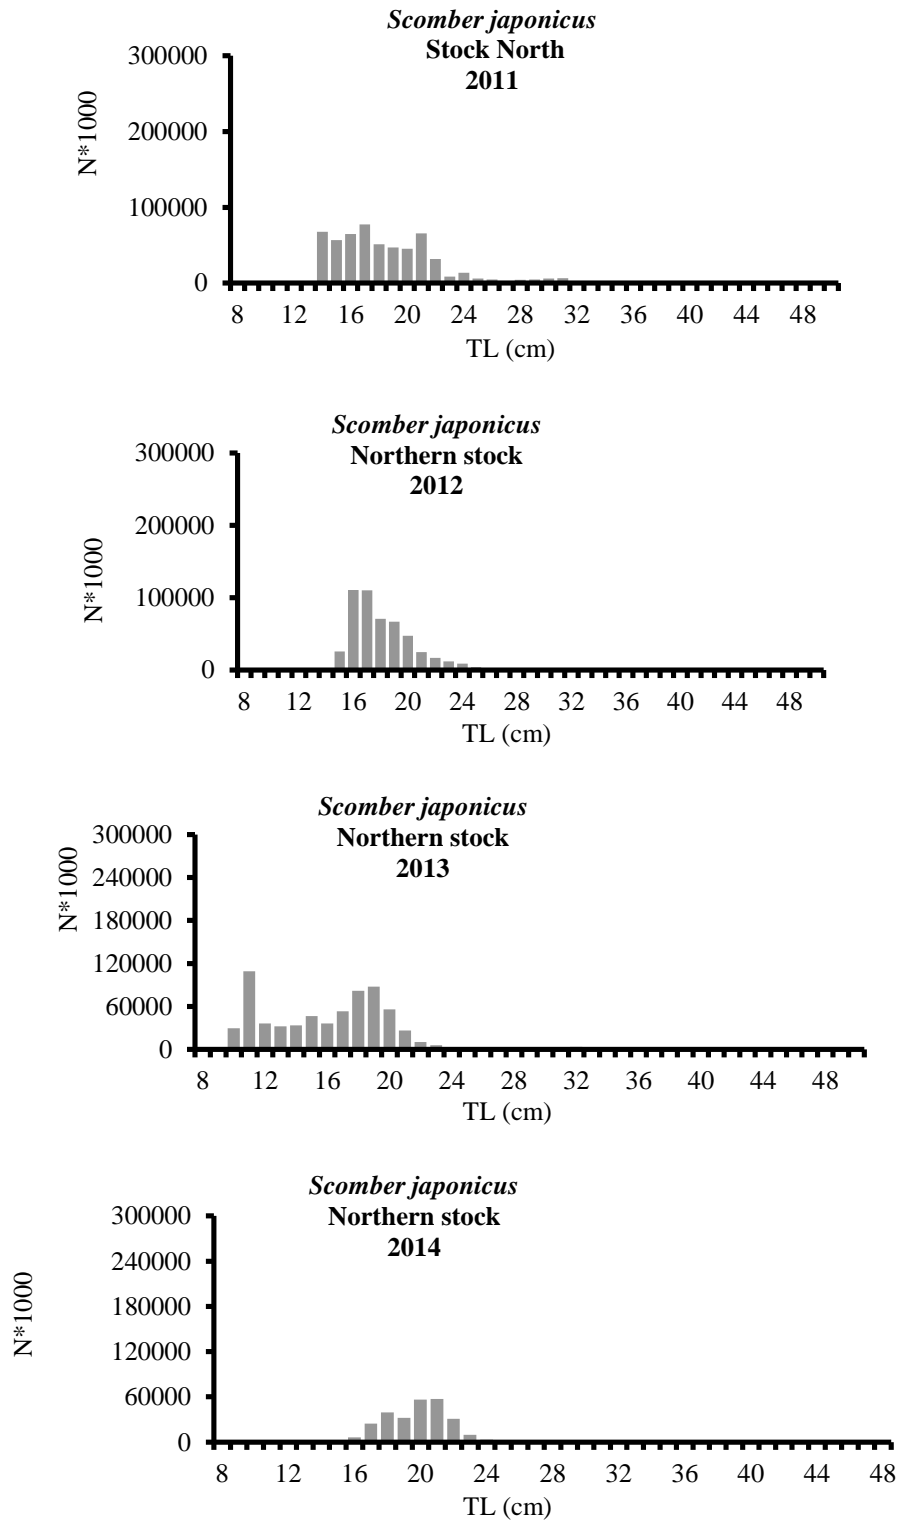 Scomber japonicus
Stock North
2011
300000
200000
100000
0
N*1000
8 12 16 20 24 28 32 36 40 44 48
TL (cm)
Scomber japonicus
Northern stock
2012
300000
200000
100000
0
N*1000
8 12 16 20 24 28 32 36 40 44 48
TL (cm)
Scomber japonicus
Northern stock
2013
300000
240000
180000
120000
60000
0
N*1000
8 12 16 20 24 28 32 36 40 44 48
TL (cm)
Scomber japonicus
Northern stock
2014
300000
240000
180000
120000
60000
0
N*1000
8 12 16 20 24 28 32 36 40 44 48
TL (cm)